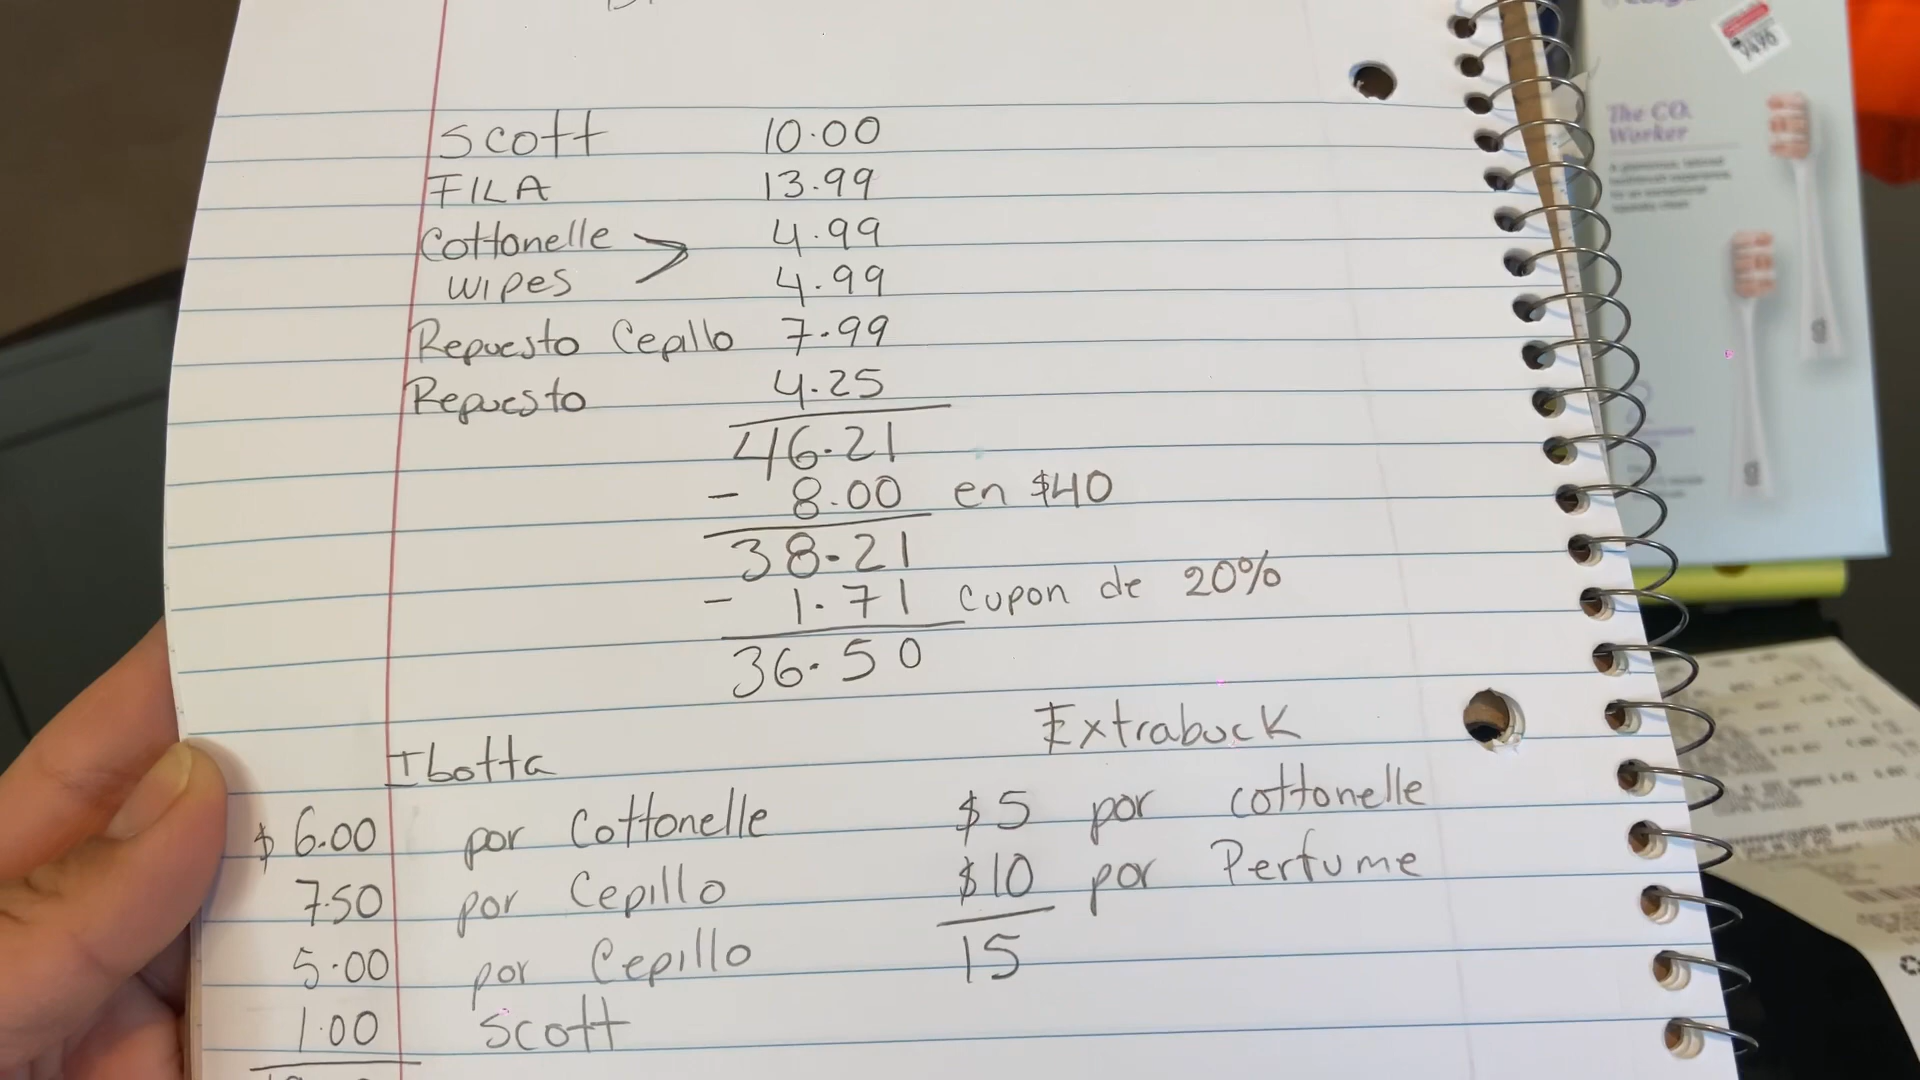 Scott 10.00
FILA 13.99
Cottonelle 4.99
wipes 4.99
Repuesto Cepillo 7.99
Repuesto 4.25
46.21
- 8.00 en $40
38.21
- 1.71 cupon de 20%
36.50
Ibotta
$ 6.00 por Cottonelle
7.50 por Cepillo
5.00 por Cepillo
1.00 Scott
Extrabuck
$5 por cottonelle
$10 por Perfume
15
The CO.
Worker